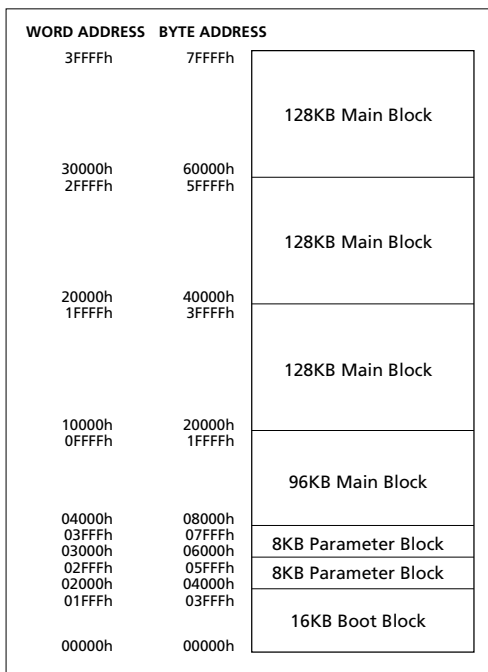 WORD ADDRESS BYTE ADDRESS
3FFFFh 7FFFFh
128KB Main Block
30000h 60000h
2FFFFh 5FFFFh
128KB Main Block
20000h 40000h
1FFFFh 3FFFFh
128KB Main Block
10000h 20000h
0FFFFh 1FFFFh
96KB Main Block
04000h 08000h
03FFFh 07FFFh
8KB Parameter Block
03000h 06000h
02FFFh 05FFFh
8KB Parameter Block
02000h 04000h
01FFFh 03FFFh
16KB Boot Block
00000h 00000h